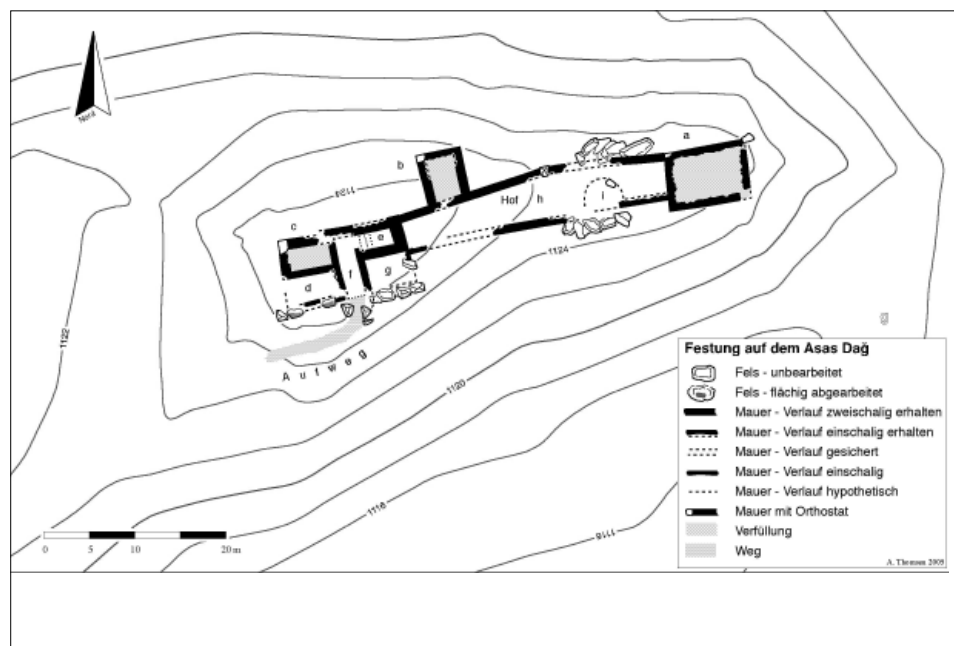 Nord
a
b
1124
Hof h
i
c
e
1124
f
g
d
1122
g
Aufweg
1120
1118
1118
Festung auf dem Asas Dağ
Fels - unbearbeitet
Fels - flächig abgearbeitet
Mauer - Verlauf zweischalig erhalten
Mauer - Verlauf einschalig erhalten
Mauer - Verlauf gesichert
Mauer - Verlauf einschalig
Mauer - Verlauf hypothetisch
Mauer mit Orthostat
Verfüllung
Weg
0 5 10 20 m
A. Thomsen 2005